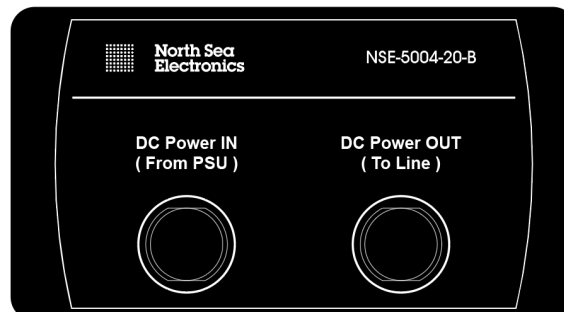 North Sea
Electronics
NSE-5004-20-B
DC Power IN
( From PSU )
DC Power OUT
( To Line )